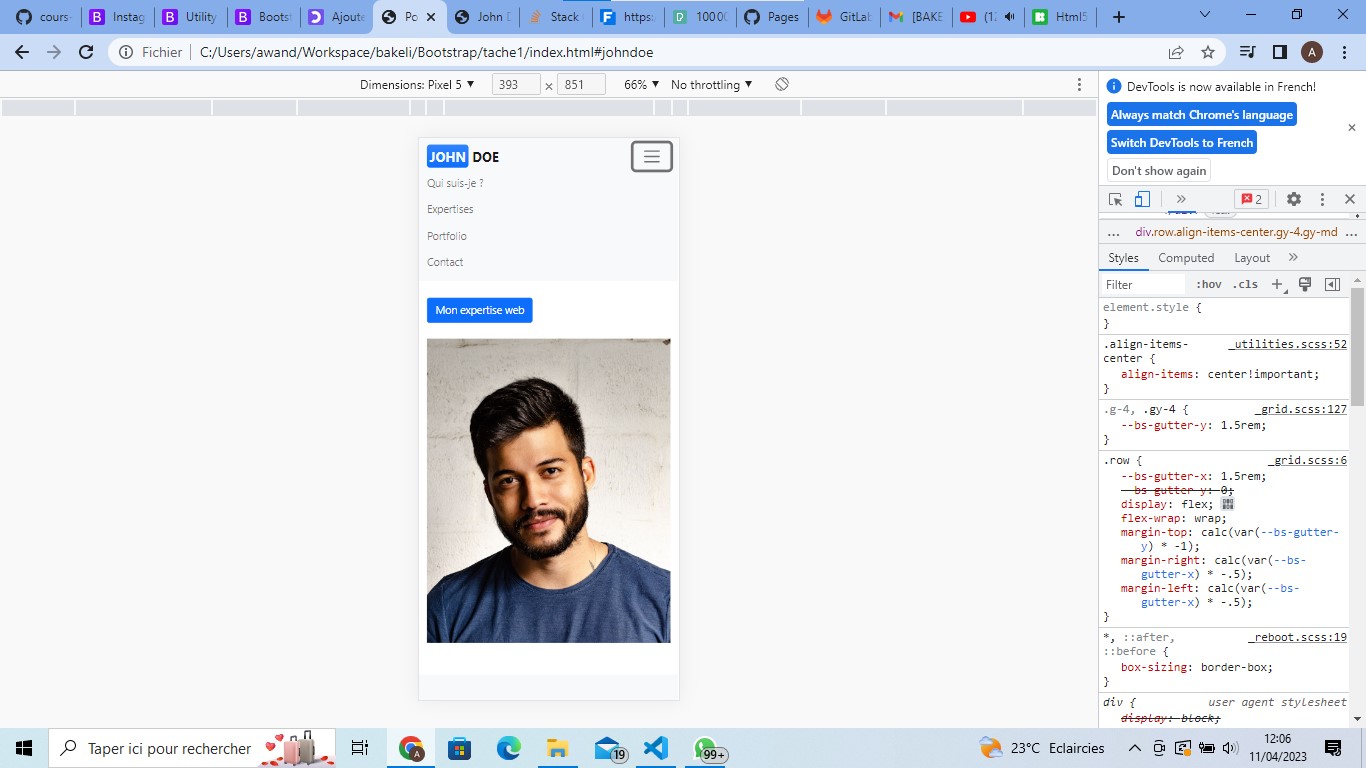 cours-
Instag
Utility
Bootst
Ajoute
Po
John D
Stack
https:
10000
Pages
GitLab
[BAKE
(12
Html5
Fichier C:/Users/awand/Workspace/bakeli/Bootstrap/tache1/index.html#johndoe
A
Dimensions: Pixel 5 ▼ 393 × 851 66% ▼ No throttling ▼
DevTools is now available in French!
Always match Chrome's language
Switch DevTools to French
Don't show again
2
... div.row.align-items-center.gy-4.gy-md ...
Styles Computed Layout
Filter :hov .cls
element.style {
}
.align-items- _utilities.scss:52
center {
align-items: center!important;
}
.g-4, .gy-4 { _grid.scss:127
--bs-gutter-y: 1.5rem;
}
.row { _grid.scss:6
--bs-gutter-x: 1.5rem;
--bs-gutter-y: 0;
display: flex;
flex-wrap: wrap;
margin-top: calc(var(--bs-gutter-
y) * -1);
margin-right: calc(var(--bs-
gutter-x) * -.5);
margin-left: calc(var(--bs-
gutter-x) * -.5);
}
*, ::after, _reboot.scss:19
::before {
box-sizing: border-box;
}
div { user agent stylesheet
display: block;
JOHN DOE
Qui suis-je ?
Expertises
Portfolio
Contact
Mon expertise web
Taper ici pour rechercher
A
19
99+
23°C Eclaircies
12:06
11/04/2023